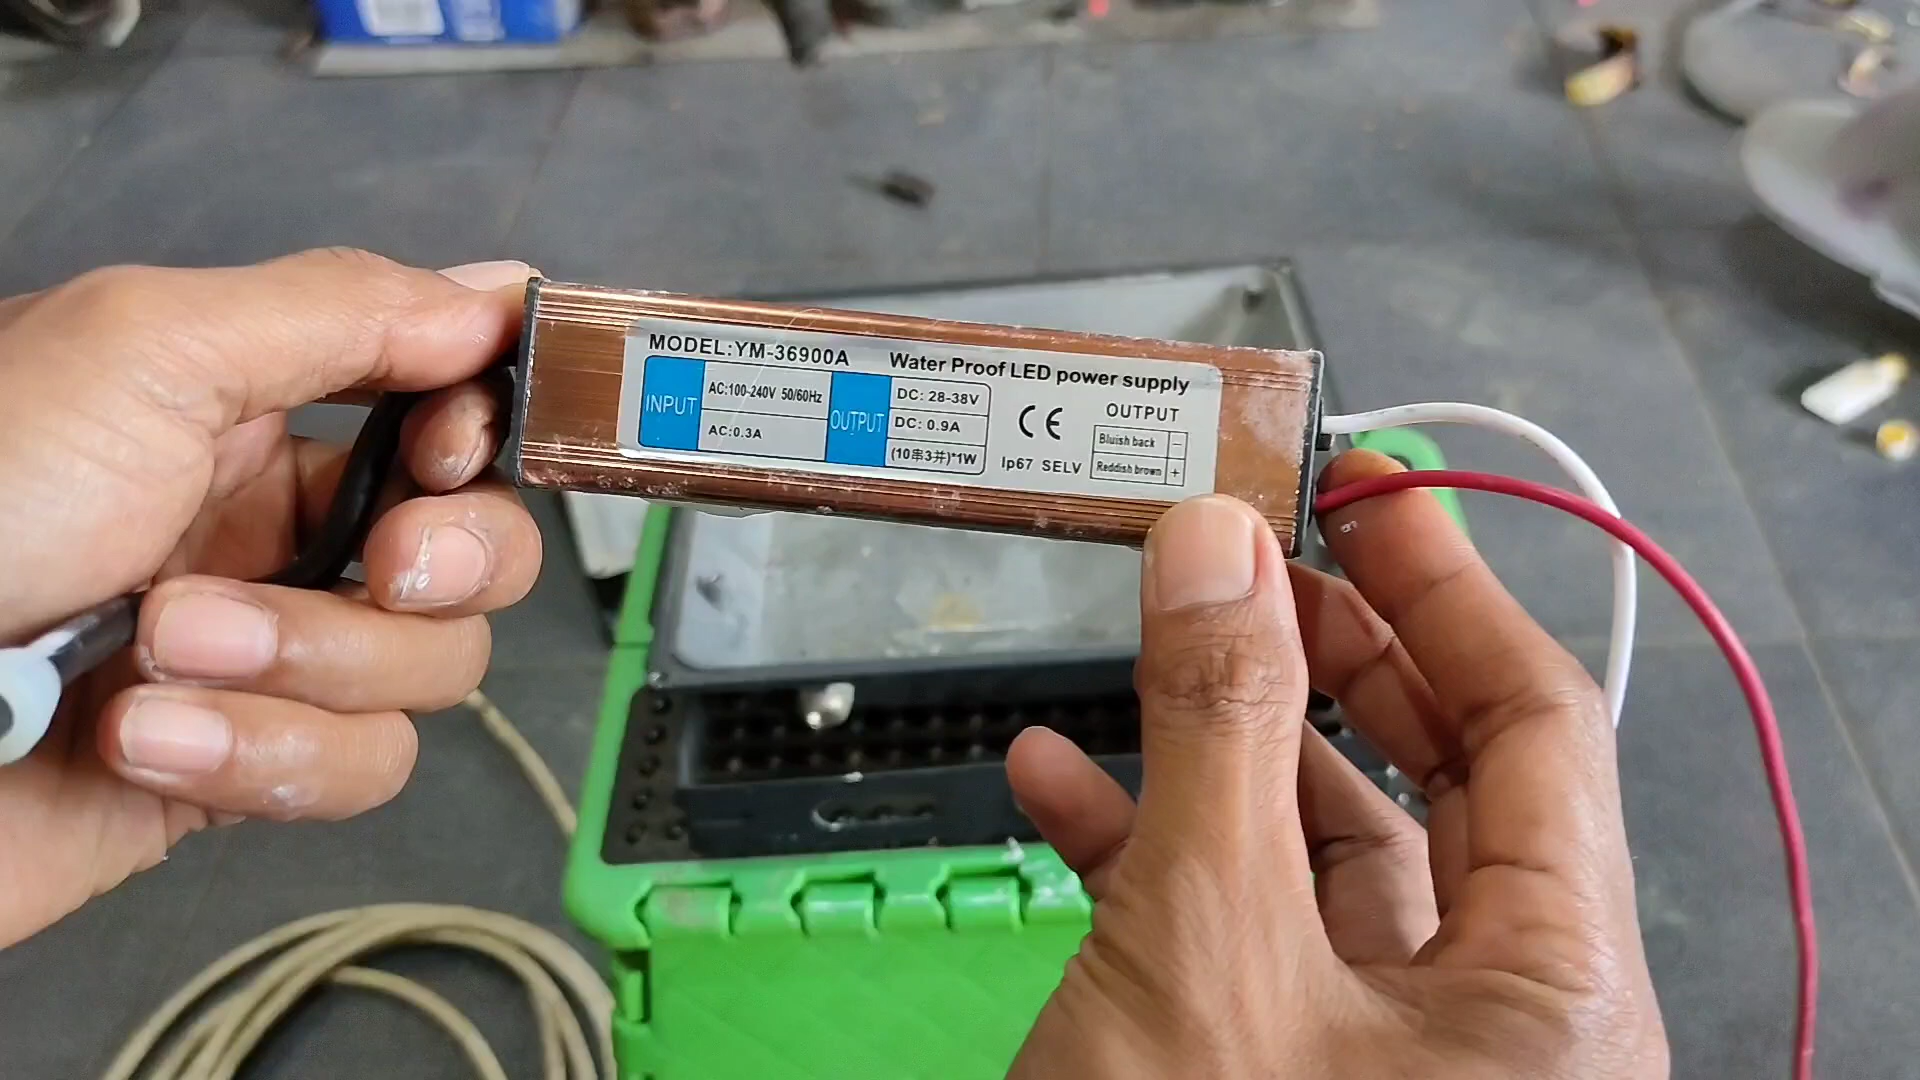 MODEL:YM-36900A Water Proof LED power supply
INPUT
AC:100-240V 50/60Hz
AC:0.3A
OUTPUT
DC: 28-38V
DC: 0.9A
(10串3并)*1W
CE
Ip67 SELV
OUTPUT
Bluish back −
Reddish brown +